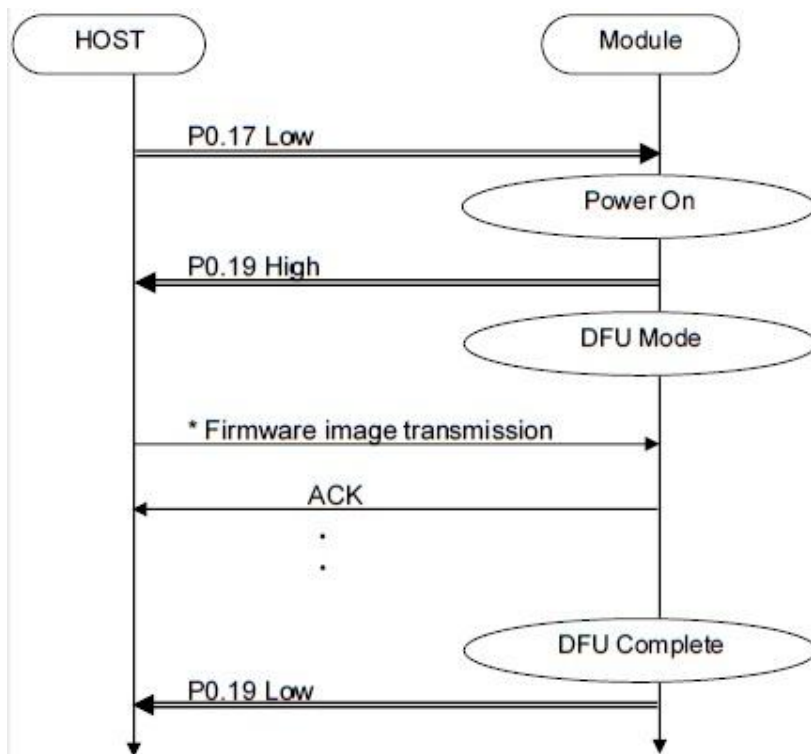 HOST
Module
P0.17 Low
Power On
P0.19 High
DFU Mode
* Firmware image transmission
ACK
DFU Complete
P0.19 Low